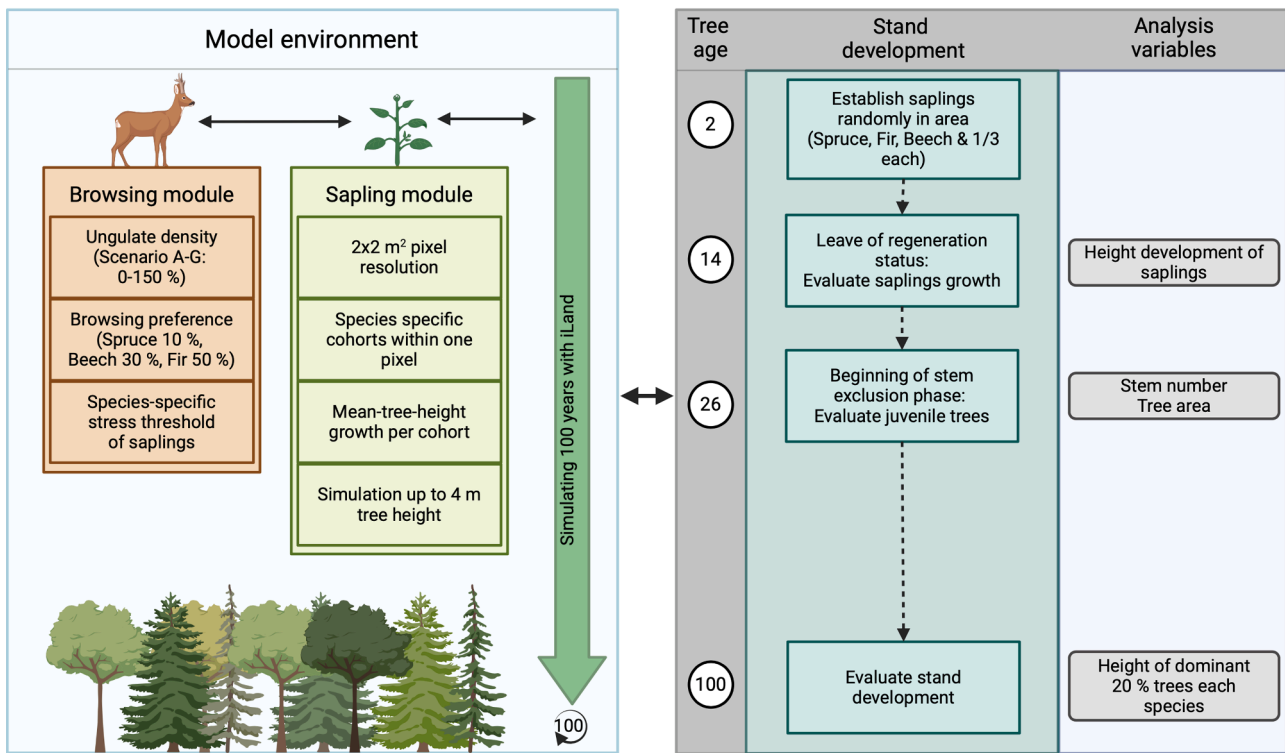 Model environment
Browsing module
Ungulate density
(Scenario A-G:
0-150 %)
Browsing preference
(Spruce 10 %,
Beech 30 %, Fir 50 %)
Species-specific
stress threshold
of saplings
Sapling module
2x2 m² pixel
resolution
Species specific
cohorts within one
pixel
Mean-tree-height
growth per cohort
Simulation up to 4 m
tree height
Simulating 100 years with iLand
100
Tree
age
Stand
development
Analysis
variables
2
Establish saplings
randomly in area
(Spruce, Fir, Beech & 1/3
each)
14
Leave of regeneration
status:
Evaluate saplings growth
Height development of
saplings
26
Beginning of stem
exclusion phase:
Evaluate juvenile trees
Stem number
Tree area
100
Evaluate stand
development
Height of dominant
20 % trees each
species